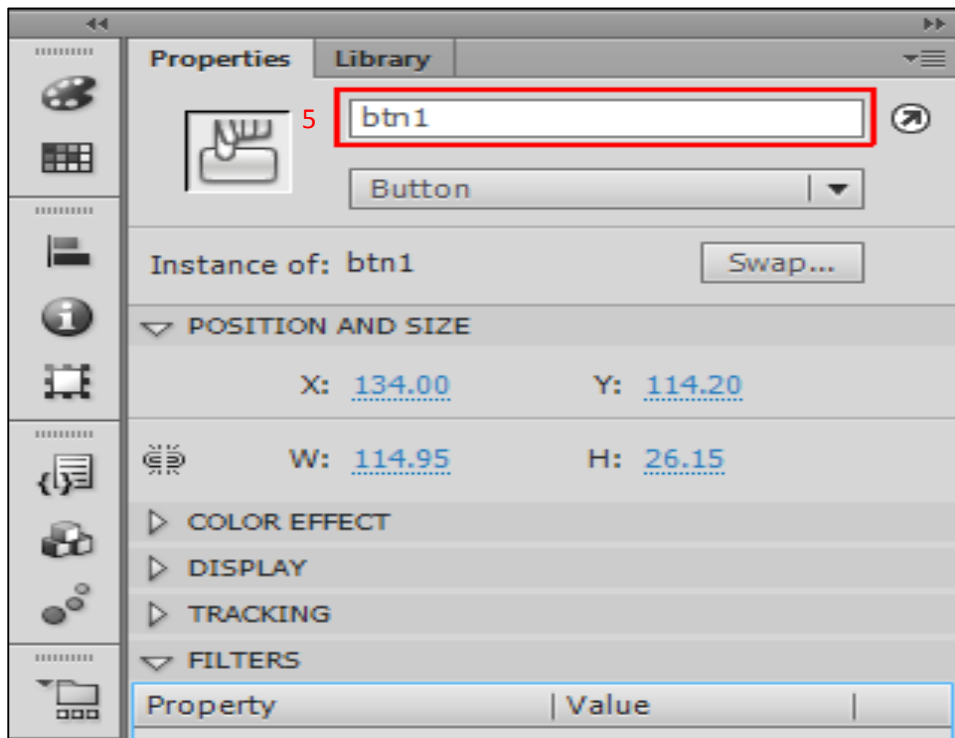 Properties Library
5 btn1
Button
Instance of: btn1 Swap...
POSITION AND SIZE
X: 134.00 Y: 114.20
W: 114.95 H: 26.15
COLOR EFFECT
DISPLAY
TRACKING
FILTERS
Property Value